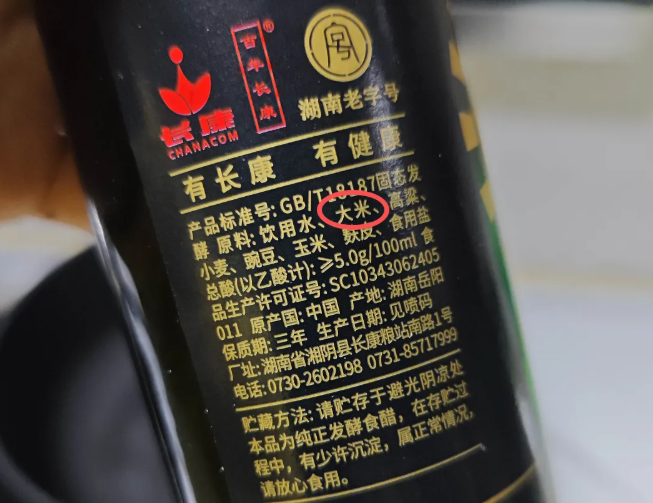 百年长康®
湖南老字号
长康
CHANACOM
有长康 有健康
产品标准号: GB/T18187固态发
酵 原料: 饮用水、大米、高粱、
小麦、豌豆、玉米、麸皮、食用盐
总酸(以乙酸计): ≥5.0g/100ml 食
品生产许可证号: SC10343062405
011 原产国: 中国 产地: 湖南岳阳
保质期: 三年 生产日期: 见喷码
厂址: 湖南省湘阴县长康粮站南路1号
电话: 0730-2602198 0731-85717999
贮藏方法: 请贮存于避光阴凉处
本品为纯正发酵食醋，在存贮过
程中，有少许沉淀，属正常情况，
请放心食用。